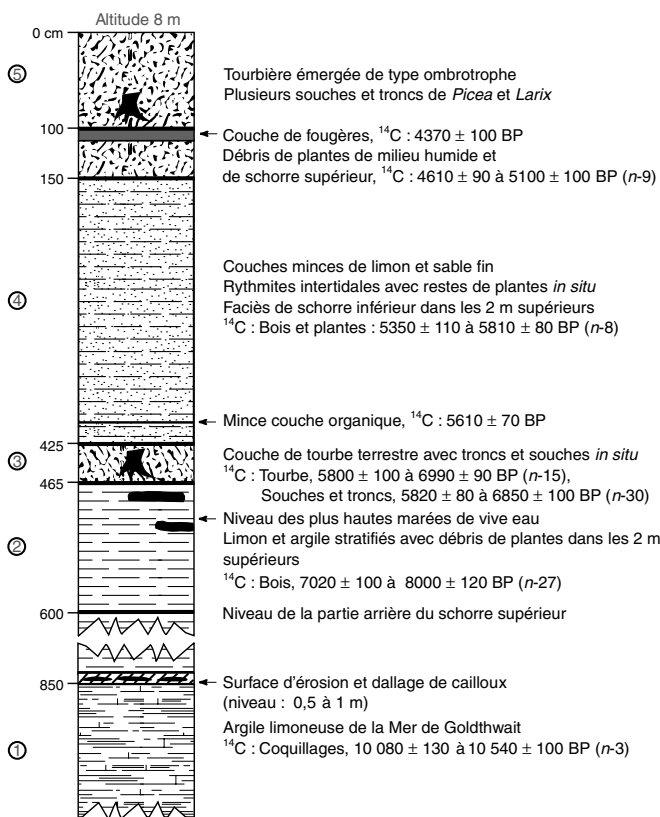 Altitude 8 m
0 cm
⑤
Tourbière émergée de type ombrotrophe
Plusieurs souches et troncs de Picea et Larix
100
Couche de fougères, ¹⁴C : 4370 ± 100 BP
Débris de plantes de milieu humide et
de schorre supérieur, ¹⁴C : 4610 ± 90 à 5100 ± 100 BP (n-9)
150
④
Couches minces de limon et sable fin
Rythmites intertidales avec restes de plantes in situ
Faciès de schorre inférieur dans les 2 m supérieurs
¹⁴C : Bois et plantes : 5350 ± 110 à 5810 ± 80 BP (n-8)
Mince couche organique, ¹⁴C : 5610 ± 70 BP
425
③
Couche de tourbe terrestre avec troncs et souches in situ
¹⁴C : Tourbe, 5800 ± 100 à 6990 ± 90 BP (n-15),
Souches et troncs, 5820 ± 80 à 6850 ± 100 BP (n-30)
465
Niveau des plus hautes marées de vive eau
②
Limon et argile stratifiés avec débris de plantes dans les 2 m
supérieurs
¹⁴C : Bois, 7020 ± 100 à 8000 ± 120 BP (n-27)
600
Niveau de la partie arrière du schorre supérieur
850
Surface d'érosion et dallage de cailloux
(niveau : 0,5 à 1 m)
①
Argile limoneuse de la Mer de Goldthwait
¹⁴C : Coquillages, 10 080 ± 130 à 10 540 ± 100 BP (n-3)